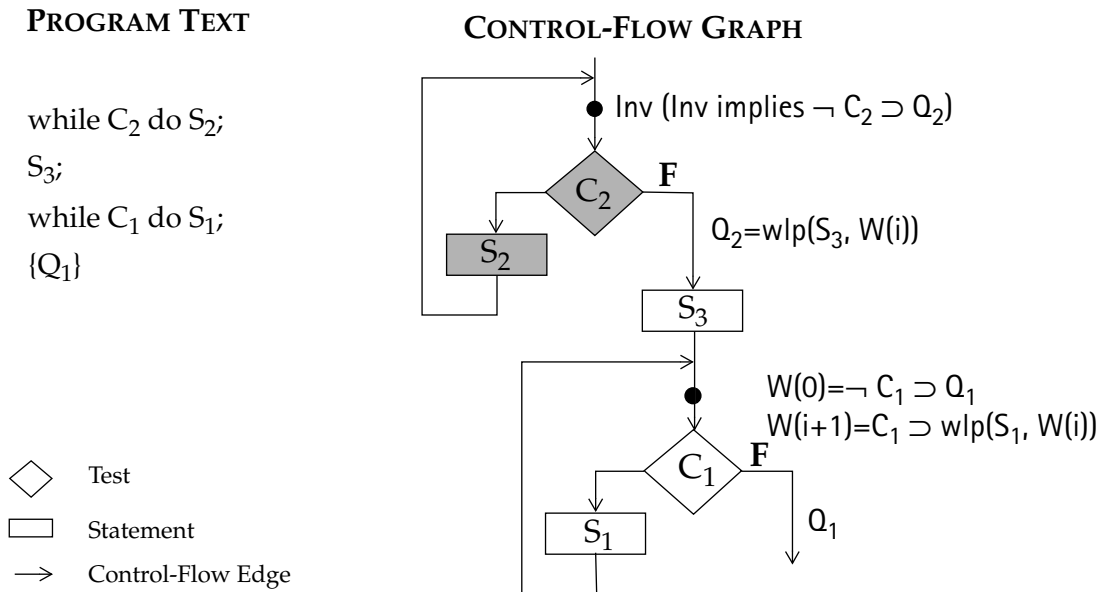 PROGRAM TEXT
while C₂ do S₂;
S₃;
while C₁ do S₁;
{Q₁}
CONTROL-FLOW GRAPH
Inv (Inv implies ¬ C₂ ⊃ Q₂)
C₂
F
S₂
Q₂=wlp(S₃, W(i))
S₃
W(0)=¬ C₁ ⊃ Q₁
W(i+1)=C₁ ⊃ wlp(S₁, W(i))
C₁
F
S₁
Q₁
Test
Statement
Control-Flow Edge